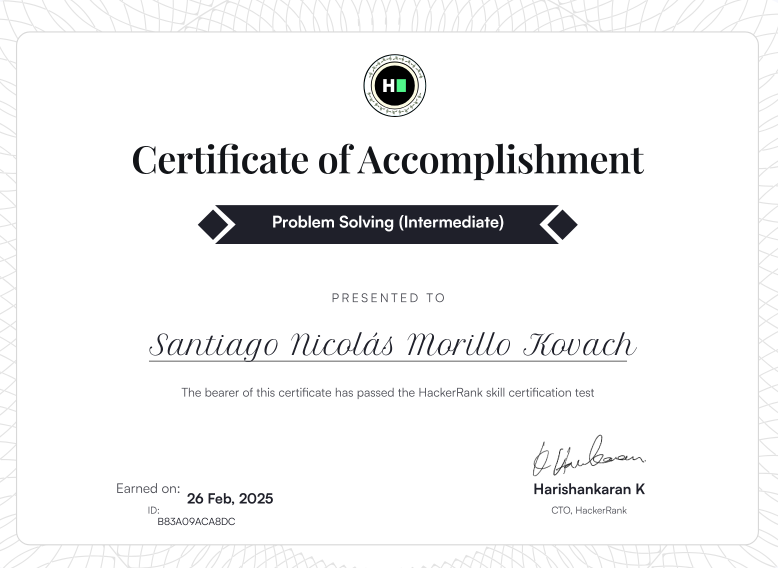 H
Certificate of Accomplishment
Problem Solving (Intermediate)
PRESENTED TO
Santiago Nicolás Morillo Kovach
The bearer of this certificate has passed the HackerRank skill certification test
Earned on: 26 Feb, 2025
ID:
B83A09ACA8DC
Harishankaran K
CTO, HackerRank